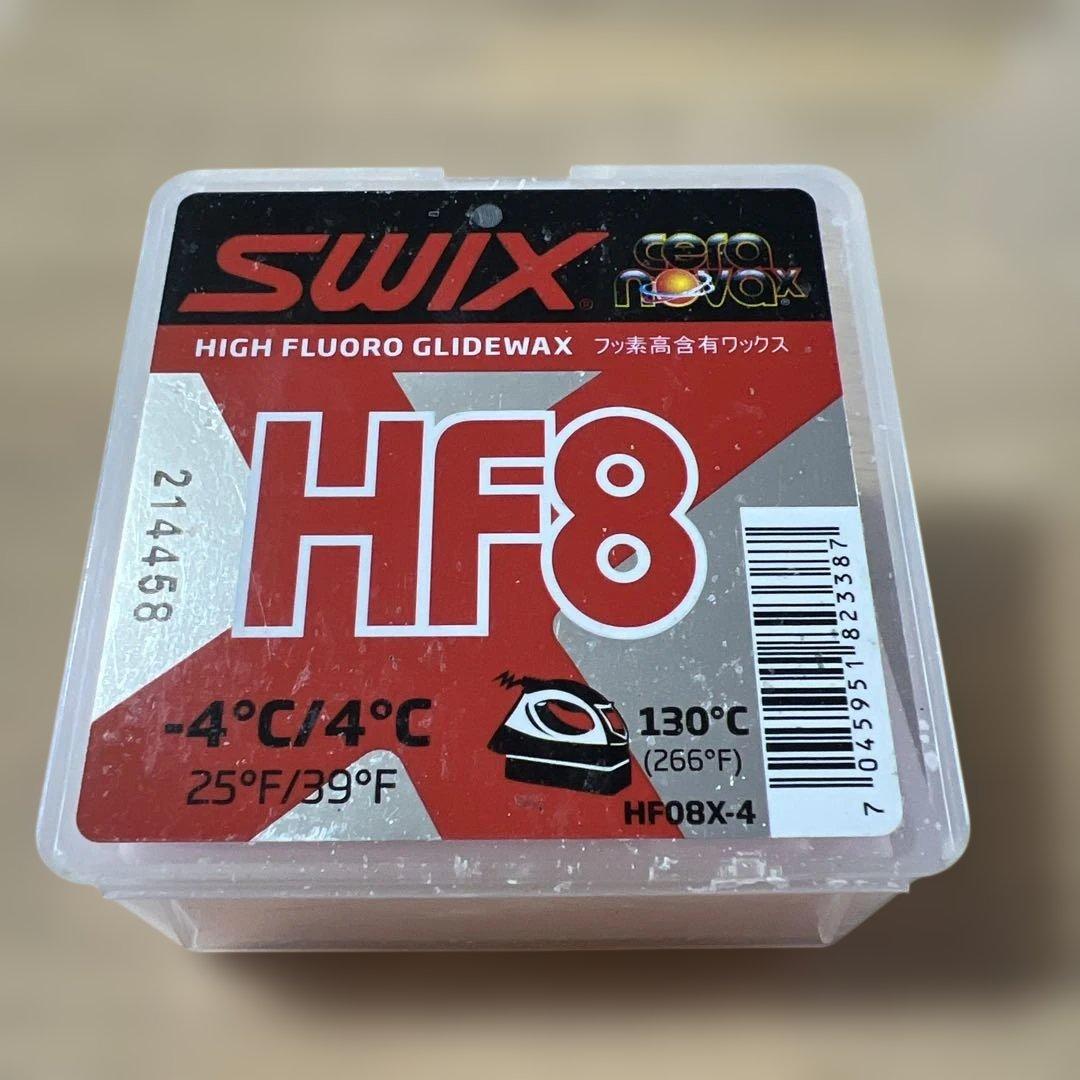 SWIX®
cera novax®
HIGH FLUORO GLIDEWAX フッ素高含有ワックス
HF8
214458
-4°C/4°C
25°F/39°F
130°C
(266°F)
HF08X-4
7 045951 823387